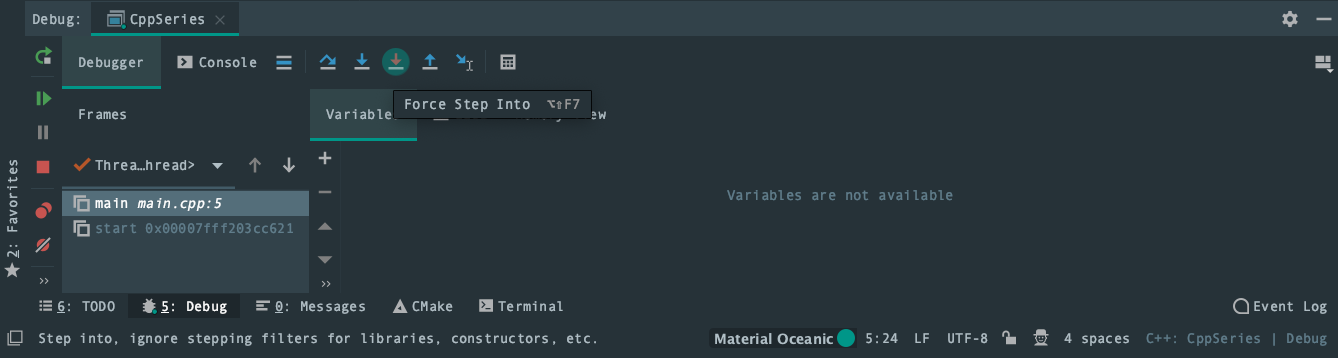 Debug: CppSeries
Debugger Console
Force Step Into ⌥⇧F7
Frames Variable
Threa…hread>
Variables are not available
main main.cpp:5
start 0x00007fff203cc621
2: Favorites
6: TODO 5: Debug 0: Messages CMake Terminal Event Log
Step into, ignore stepping filters for libraries, constructors, etc. Material Oceanic 5:24 LF UTF-8 4 spaces C++: CppSeries | Debug